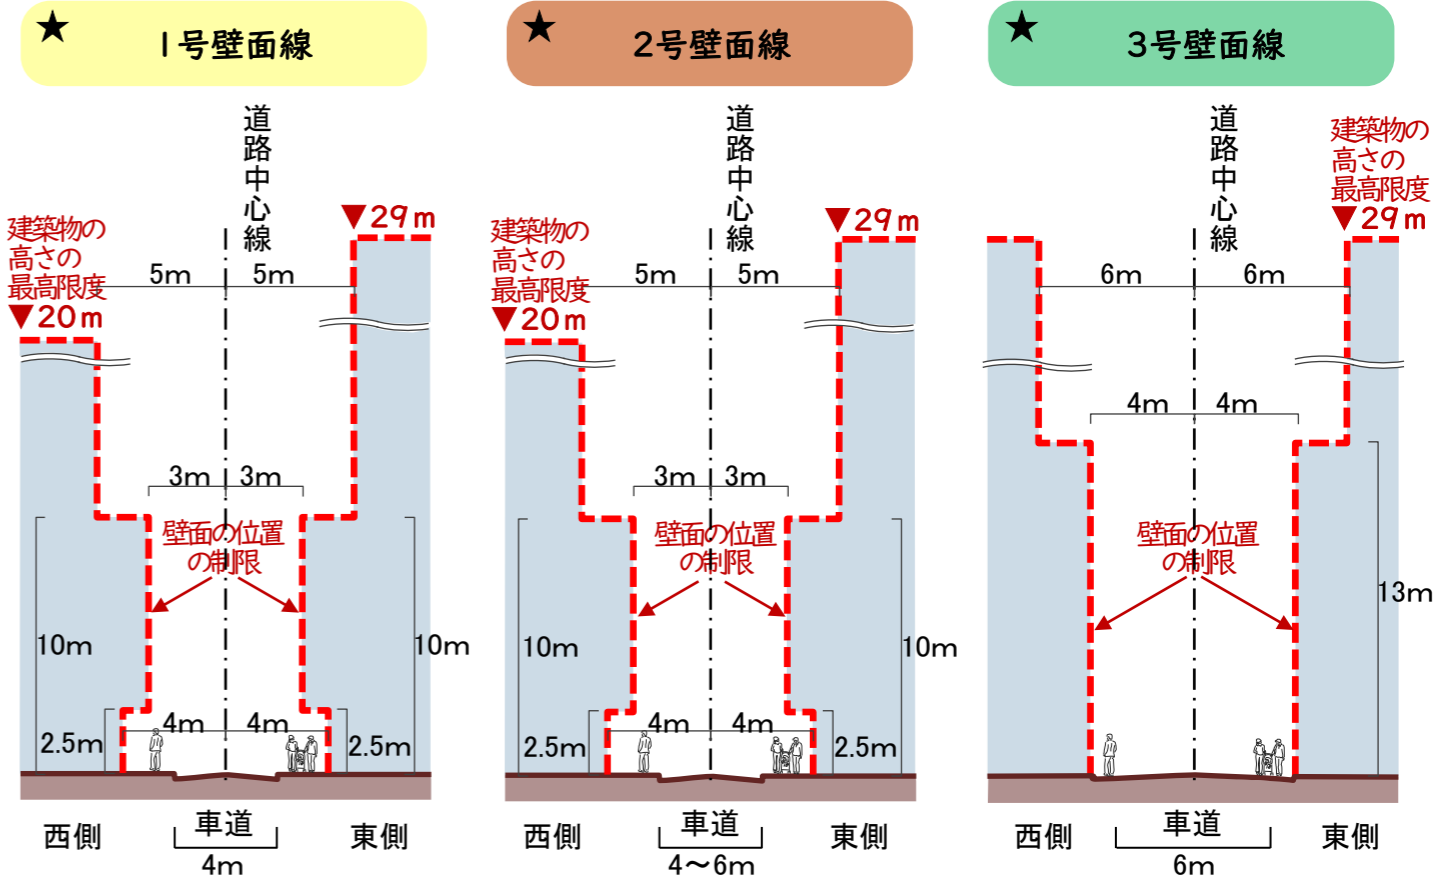 ★ 1号壁面線
道路中心線
建築物の
高さの
最高限度
▼20m
▼29m
5m 5m
3m 3m
壁面の位置
の制限
10m
10m
4m 4m
2.5m
2.5m
西側
車道
4m
東側
★ 2号壁面線
道路中心線
建築物の
高さの
最高限度
▼20m
▼29m
5m 5m
3m 3m
壁面の位置
の制限
10m
10m
4m 4m
2.5m
2.5m
西側
車道
4～6m
東側
★ 3号壁面線
道路中心線
建築物の
高さの
最高限度
▼29m
6m 6m
4m 4m
壁面の位置
の制限
13m
西側
車道
6m
東側